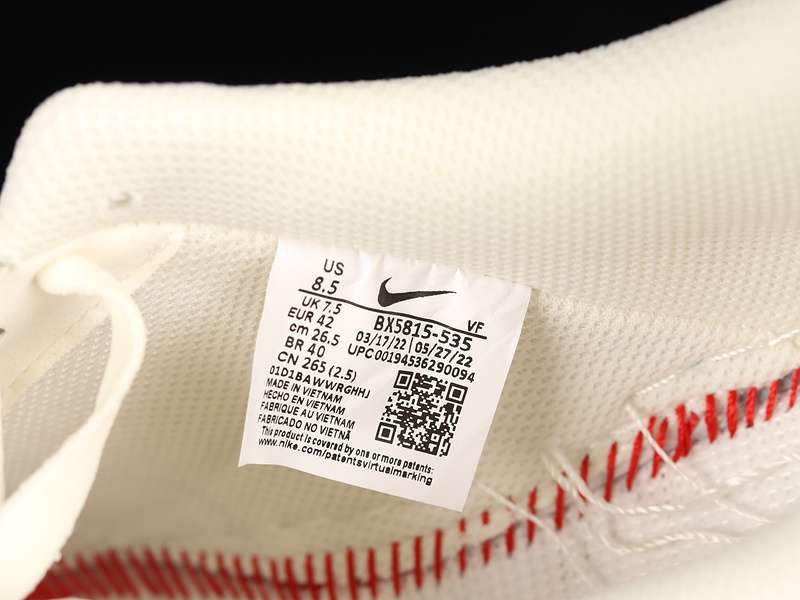 US
8.5
UK 7.5
EUR 42
cm 26.5
BR 40
CN 265 (2.5)
VF
BX5815-535
03/17/22 | 05/27/22
UPC 00194536290094
01D1BAWWRGHHJ
MADE IN VIETNAM
HECHO EN VIETNAM
FABRIQUE AU VIETNAM
FABRICADO NO VIETNÃ
This product is covered by one or more patents:
www.nike.com/patentsvirtualmarking